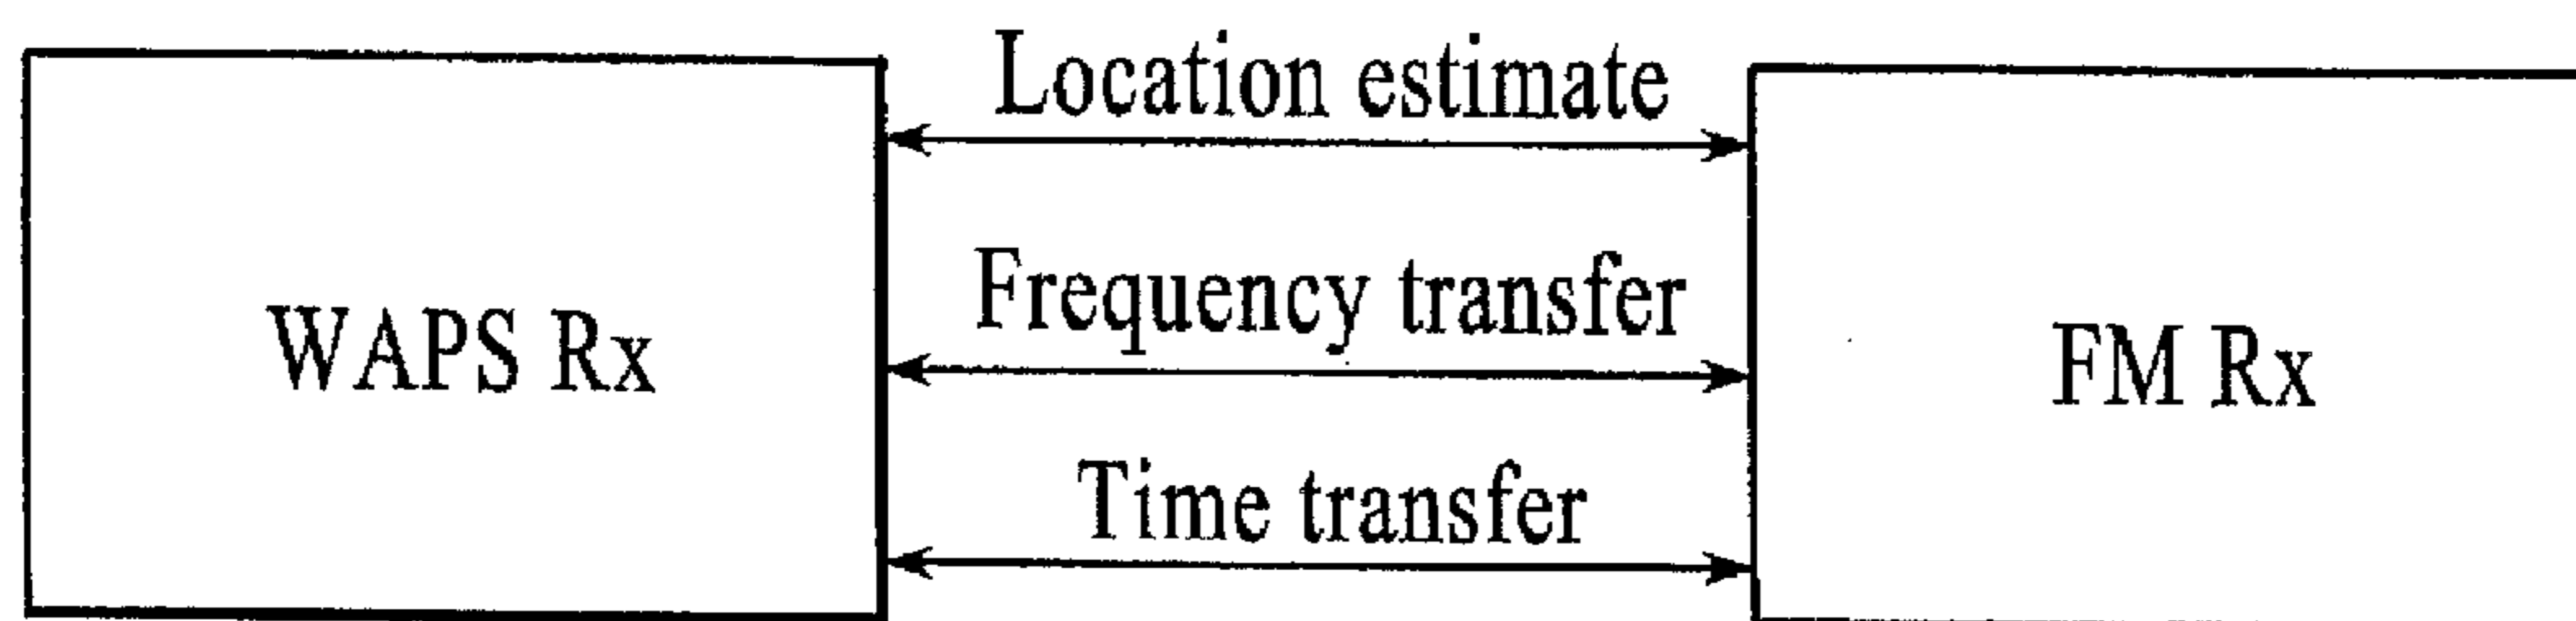 Location estimate
Frequency transfer
WAPS Rx
FM Rx
Time transfer